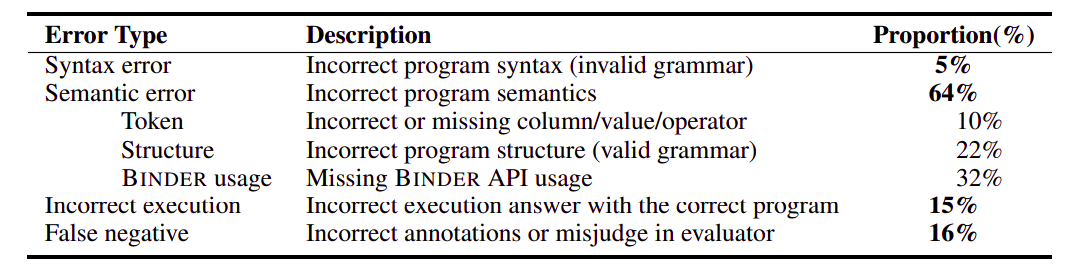 Error Type Description Proportion(%)
Syntax error Incorrect program syntax (invalid grammar) 5%
Semantic error Incorrect program semantics 64%
Token Incorrect or missing column/value/operator 10%
Structure Incorrect program structure (valid grammar) 22%
BINDER usage Missing BINDER API usage 32%
Incorrect execution Incorrect execution answer with the correct program 15%
False negative Incorrect annotations or misjudge in evaluator 16%